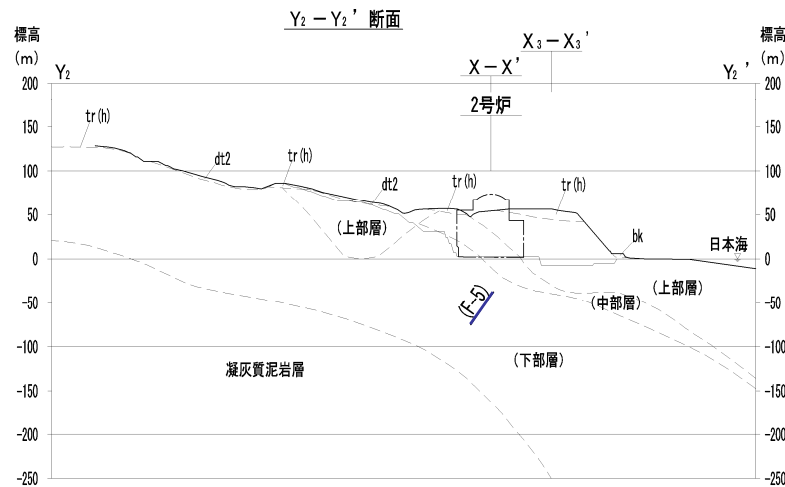 Y₂－Y₂’断面
X₃－X₃’
X－X’
2号炉
標高
(m)
標高
(m)
Y₂
Y₂’
200
150
100
50
0
-50
-100
-150
-200
-250
200
150
100
50
0
-50
-100
-150
-200
-250
tr(h)
dt2
tr(h)
dt2
tr(h)
tr(h)
bk
日本海
(上部層)
(上部層)
(中部層)
(F-5)
(下部層)
凝灰質泥岩層